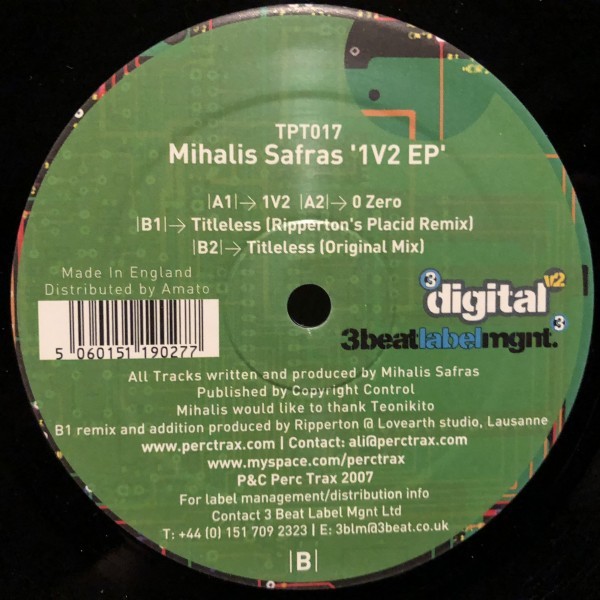 TPT017
Mihalis Safras '1V2 EP'
|A1|→ 1V2 |A2|→ 0 Zero
|B1|→ Titleless (Ripperton's Placid Remix)
|B2|→ Titleless (Original Mix)
Made In England
Distributed by Amato
5 060151 190277
3 digital v2
3beatlabelmgnt.3
All Tracks written and produced by Mihalis Safras
Published by Copyright Control
Mihalis would like to thank Teonikito
B1 remix and addition produced by Ripperton @ Lovearth studio, Lausanne
www.perctrax.com | Contact: ali@perctrax.com
www.myspace.com/perctrax
P&C Perc Trax 2007
For label management/distribution info
Contact 3 Beat Label Mgnt Ltd
T: +44 (0) 151 709 2323 | E: 3blm@3beat.co.uk
|B|